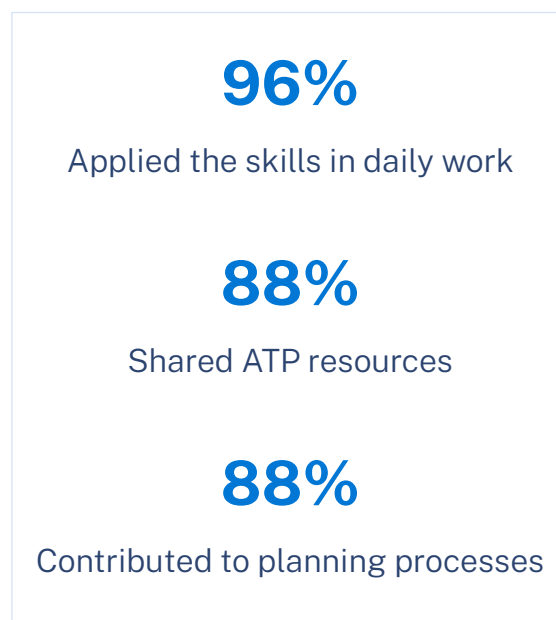 96%
Applied the skills in daily work
88%
Shared ATP resources
88%
Contributed to planning processes